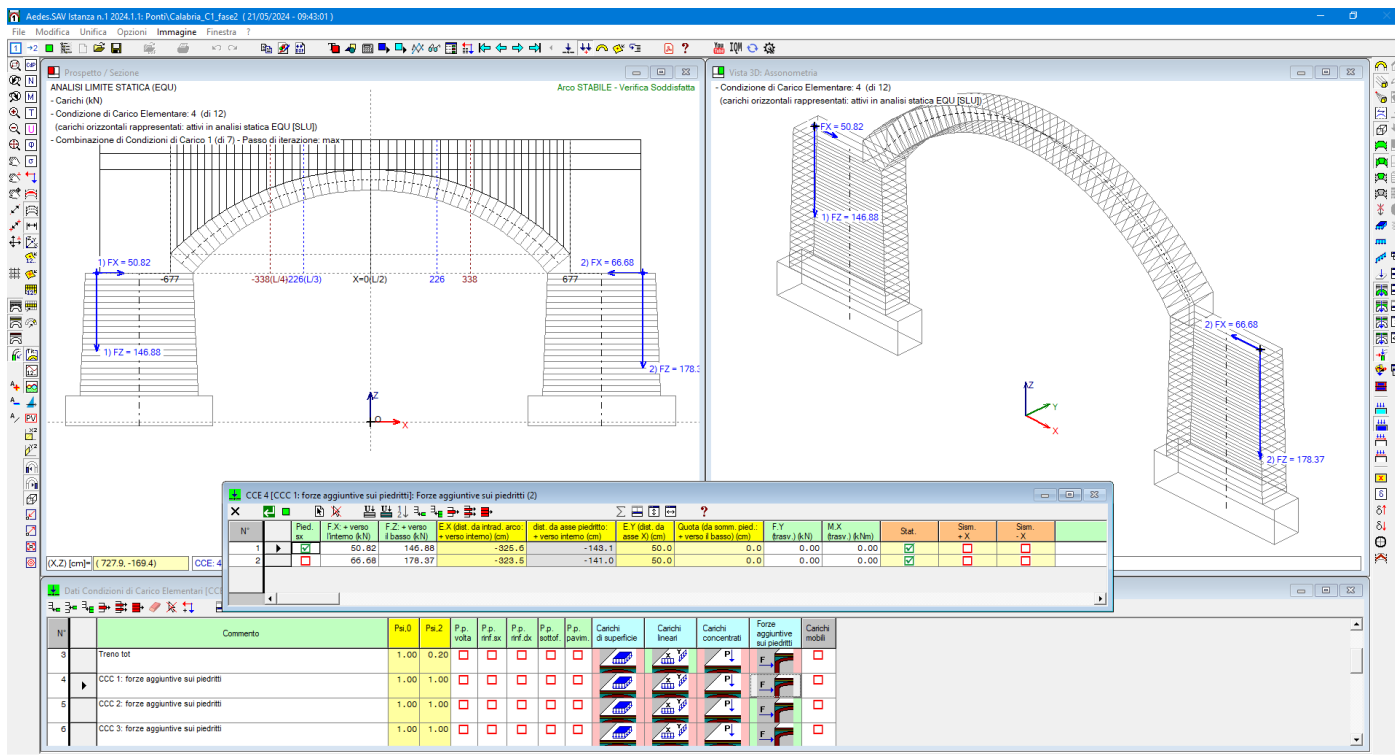 Aedes.SAV Istanza n.1 2024.1.1: Ponti\Calabria_C1_fase2 ( 21/05/2024 - 09:43:01 )
File Modifica Unifica Opzioni Immagine Finestra ?
Prospetto / Sezione
ANALISI LIMITE STATICA (EQU)
Arco STABILE - Verifica Soddisfatta
- Carichi (kN)
- Condizione di Carico Elementare: 4 (di 12)
(carichi orizzontali rappresentati: attivi in analisi statica EQU [SLU])
- Combinazione di Condizioni di Carico 1 (di 7) - Passo di iterazione: max
1) FX = 50.82
2) FX = 66.68
-677
-338(L/4)
-226(L/3)
X=0(L/2)
226
338
677
1) FZ = 146.88
2) FZ = 178.3
Z
O
X
(X,Z) [cm]= ( 727.9, -169.4)
CCE: 4
Vista 3D: Assonometria
- Condizione di Carico Elementare: 4 (di 12)
(carichi orizzontali rappresentati: attivi in analisi statica EQU [SLU])
FX = 50.82
1) FZ = 146.88
2) FX = 66.68
2) FZ = 178.37
Z
Y
X
CCE 4 [CCC 1: forze aggiuntive sui piedritti]: Forze aggiuntive sui piedritti (2)
N° Pied. sx F.X: + verso l'interno (kN) F.Z: + verso il basso (kN) E.X (dist. da intrad. arco: + verso interno) (cm) dist. da asse piedritto: + verso interno (cm) E.Y (dist. da asse X) (cm) Quota (da somm. pied.: + verso il basso) (cm) F.Y (trasv.) (kN) M.X (trasv.) (kNm) Stat. Sism. + X Sism. - X
1 50.82 146.88 -325.6 -143.1 50.0 0.0 0.00 0.00
2 66.68 178.37 -323.5 -141.0 50.0 0.0 0.00 0.00
Dati Condizioni di Carico Elementari [CCE
N° Commento Psi,0 Psi,2 P.p. volta P.p. rinf.sx P.p. rinf.dx P.p. sottof. P.p. pavim. Carichi di superficie Carichi lineari Carichi concentrati Forze aggiuntive sui piedritti Carichi mobili
3 Treno tot 1.00 0.20
4 CCC 1: forze aggiuntive sui piedritti 1.00 1.00
5 CCC 2: forze aggiuntive sui piedritti 1.00 1.00
6 CCC 3: forze aggiuntive sui piedritti 1.00 1.00